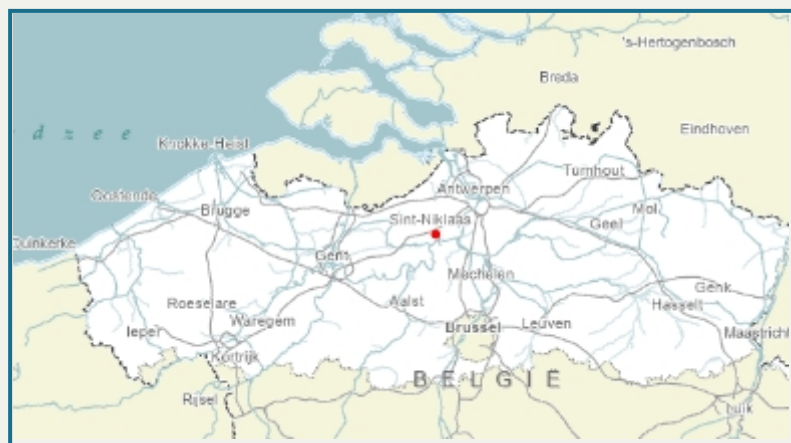 's-Hertogenbosch
Breda
dzee
Eindhoven
Knokke-Heist
Turnhout
Oostende
Antwerpen
Brugge
Sint-Niklaas
Mol
Geel
Duinkerke
Gent
Mechelen
Genk
Roeselare
Aalst
Hasselt
Ieper
Waregem
Brussel
Leuven
Maastricht
Kortrijk
BELGIË
Rijsel
Luik